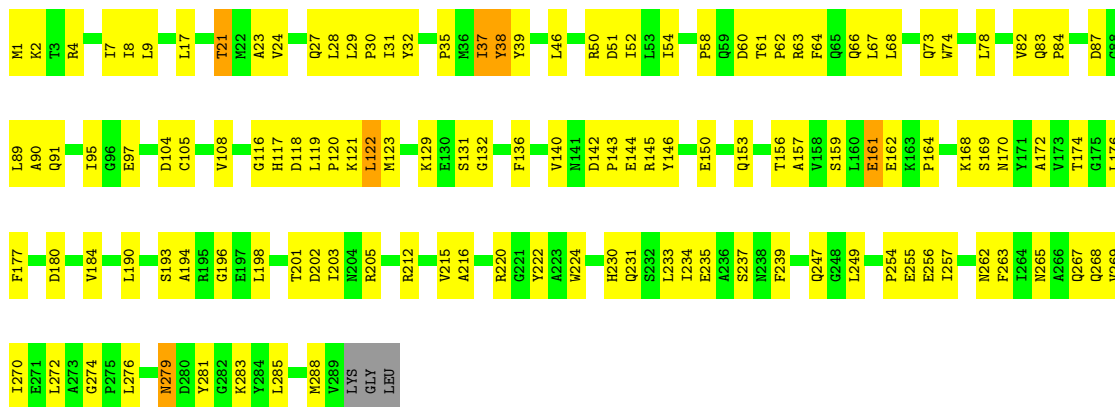 M1 K2 T3 R4 I7 I8 L9 L17 T21 M22 A23 V24 Q27 L28 L29 P30 I31 Y32 P35 M36 I37 Y38 Y39 L46 R50 D51 I52 L53 I54 P58 Q59 D60 T61 P62 R63 F64 Q65 Q66 L67 L68 Q73 W74 L78 V82 Q83 P84 D87 G88
L89 A90 Q91 I95 G96 E97 D104 C105 V108 G116 H117 D118 L119 P120 K121 L122 M123 K129 E130 S131 G132 F136 V140 N141 D142 P143 E144 R145 Y146 E150 Q153 T156 A157 V158 S159 L160 E161 E162 K163 P164 K168 S169 N170 Y171 A172 V173 T174 G175
F177 D180 V184 L190 S193 A194 R195 G196 E197 L198 T201 D202 I203 N204 R205 R212 V215 A216 R220 G221 Y222 A223 W224 H230 Q231 S232 L233 I234 E235 A236 S237 N238 F239 Q247 G248 L249 P254 E255 E256 I257 N262 F263 I264 N265 A266 Q267 Q268
I270 E271 L272 A273 G274 P275 L276 N279 D280 Y281 G282 K283 Y284 L285 M288 V289 LYS GLY LEU